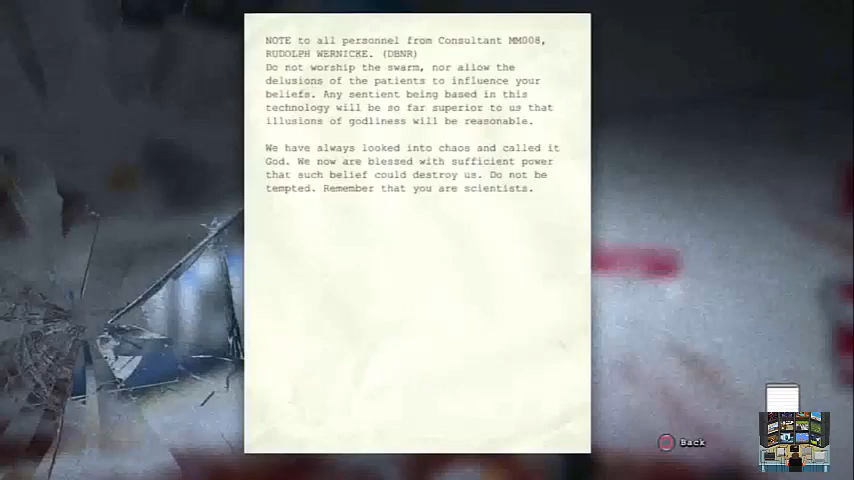 NOTE to all personnel from Consultant MM008,
RUDOLPH WERNICKE. (DBNR)
Do not worship the swarm, nor allow the
delusions of the patients to influence your
beliefs. Any sentient being based in this
technology will be so far superior to us that
illusions of godliness will be reasonable.
We have always looked into chaos and called it
God. We now are blessed with sufficient power
that such belief could destroy us. Do not be
tempted. Remember that you are scientists.
Back